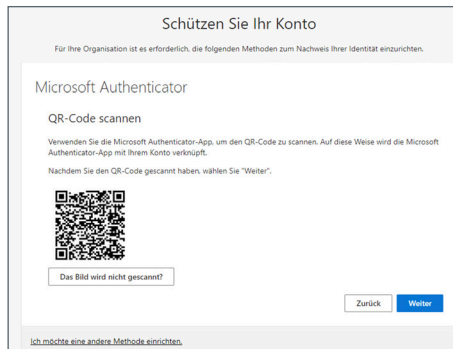 Schützen Sie Ihr Konto
Für Ihre Organisation ist es erforderlich, die folgenden Methoden zum Nachweis Ihrer Identität einzurichten.
Microsoft Authenticator
QR-Code scannen
Verwenden Sie die Microsoft Authenticator-App, um den QR-Code zu scannen. Auf diese Weise wird die Microsoft
Authenticator-App mit Ihrem Konto verknüpft.
Nachdem Sie den QR-Code gescannt haben, wählen Sie "Weiter".
Das Bild wird nicht gescannt?
Zurück Weiter
Ich möchte eine andere Methode einrichten.